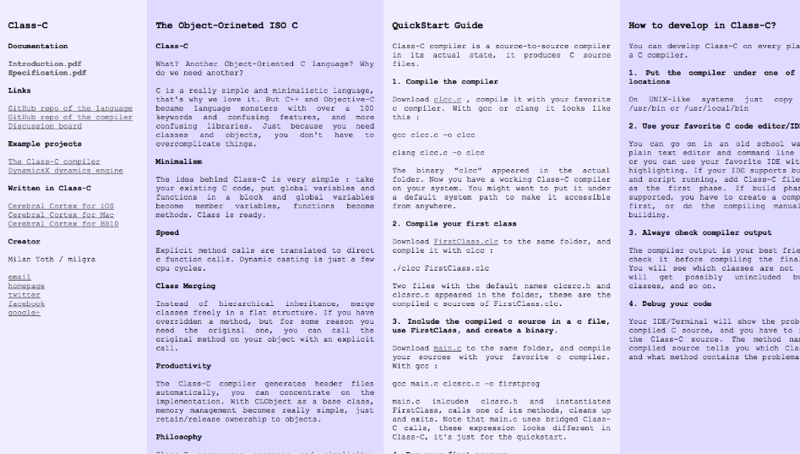 Class-C
Documentation
Introduction.pdf
Specification.pdf
Links
GitHub repo of the language
GitHub repo of the compiler
Discussion board
Example projects
The Class-C compiler
DynamicsX dynamics engine
Written in Class-C
Cerebral Cortex for iOS
Cerebral Cortex for Mac
Cerebral Cortex for BB10
Creator
Milan Toth / milgra
email
homepage
twitter
facebook
google+
The Object-Orineted ISO C
Class-C
What? Another Object-Oriented C language? Why
do we need another?
C is a really simple and minimalistic language,
that's why we love it. But C++ and Objective-C
became language monsters with over a 100
keywords and confusing features, and more
confusing libraries. Just because you need
classes and objects, you don't have to
overcomplicate things.
Minimalism
The idea behind Class-C is very simple : take
your existing C code, put global variables and
functions in a block and global variables
become member variables, functions become
methods. Class is ready.
Speed
Explicit method calls are translated to direct
c function calls. Dynamic casting is just a few
cpu cycles.
Class Merging
Instead of hierarchical inheritance, merge
classes freely in a flat structure. If you have
overridden a method, but for some reason you
need the original one, you can call the
original method on your object with an explicit
call.
Productivity
The Class-C compiler generates header files
automatically, you can concentrate on the
implementation. With CLObject as a base class,
memory management becomes really simple, just
retain/release ownership to objects.
Philosophy
QuickStart Guide
Class-C compiler is a source-to-source compiler
in its actual state, it produces C source
files.
1. Compile the compiler
Download clcc.c , compile it with your favorite
c compiler. With gcc or clang it looks like
this :
gcc clcc.c -o clcc
clang clcc.c -o clcc
The binary "clcc" appeared in the actual
folder. Now you have a working Class-C compiler
on your system. You might want to put it under
a default system path to make it accessible
from anywhere.
2. Compile your first class
Download FirstClass.clc to the same folder, and
compile it with clcc :
./clcc FirstClass.clc
Two files with the default names clcsrc.h and
clcsrc.c appeared in the folder, these are the
compiled c sources of FirstClass.clc.
3. Include the compiled c source in a c file,
use FirstClass, and create a binary.
Download main.c to the same folder, and compile
your sources with your favorite c compiler.
With gcc :
gcc main.c clcsrc.c -o firstprog
main.c inlcudes clcsrc.h and instantiates
FirstClass, calls one of its methods, cleans up
and exits. Note that main.c uses bridged Class-
C calls, these expression looks different in
Class-C, it's just for the quickstart.
How to develop in Class-C?
You can develop Class-C on every pla
a C compiler.
1. Put the compiler under one of
locations
On UNIX-like systems just copy
/usr/bin or /usr/local/bin
2. Use your favorite C code editor/IDE
You can go on in an old school wa
plain text editor and command line
or you can use your favorite IDE wit
highlighting. If your IDE supports bu
and script running, add Class-C file
as the first phase. If build phas
supported, you have to create a comp
first, or do the compiling manual
building.
3. Always check compiler output
The compiler output is your best frie
check it before compiling the final
You will see which classes are not
will get possibly unincluded bu
classes, and so on.
4. Debug your code
Your IDE/Terminal will show the prob
compiled C source, and you have to
the Class-C source. The method nam
compiled source tells you which Clas
and what method contains the problema